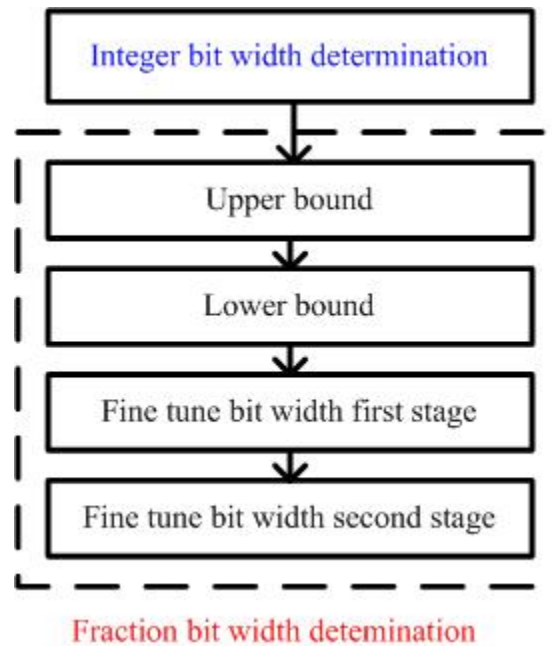 Integer bit width determination
Upper bound
Lower bound
Fine tune bit width first stage
Fine tune bit width second stage
Fraction bit width detemination